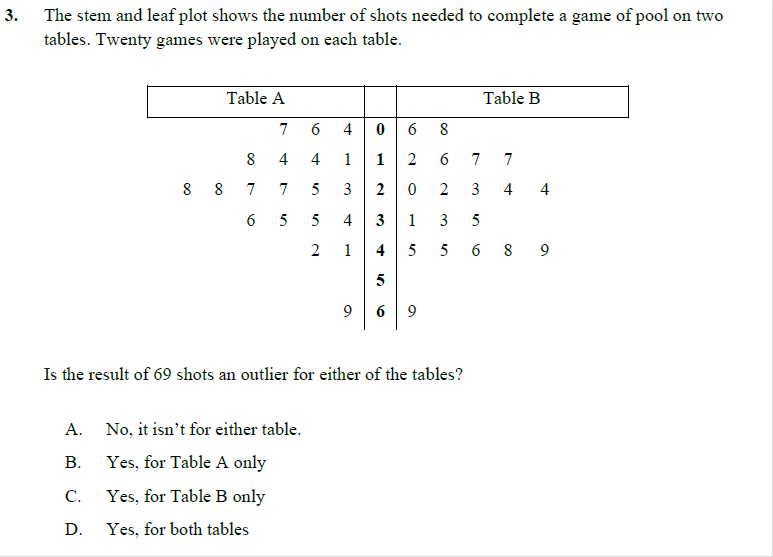 3. The stem and leaf plot shows the number of shots needed to complete a game of pool on two
tables. Twenty games were played on each table.
Table A Table B
7 6 4 0 6 8
8 4 4 1 1 2 6 7 7
8 8 7 7 5 3 2 0 2 3 4 4
6 5 5 4 3 1 3 5
2 1 4 5 5 6 8 9
5
9 6 9
Is the result of 69 shots an outlier for either of the tables?
A. No, it isn’t for either table.
B. Yes, for Table A only
C. Yes, for Table B only
D. Yes, for both tables